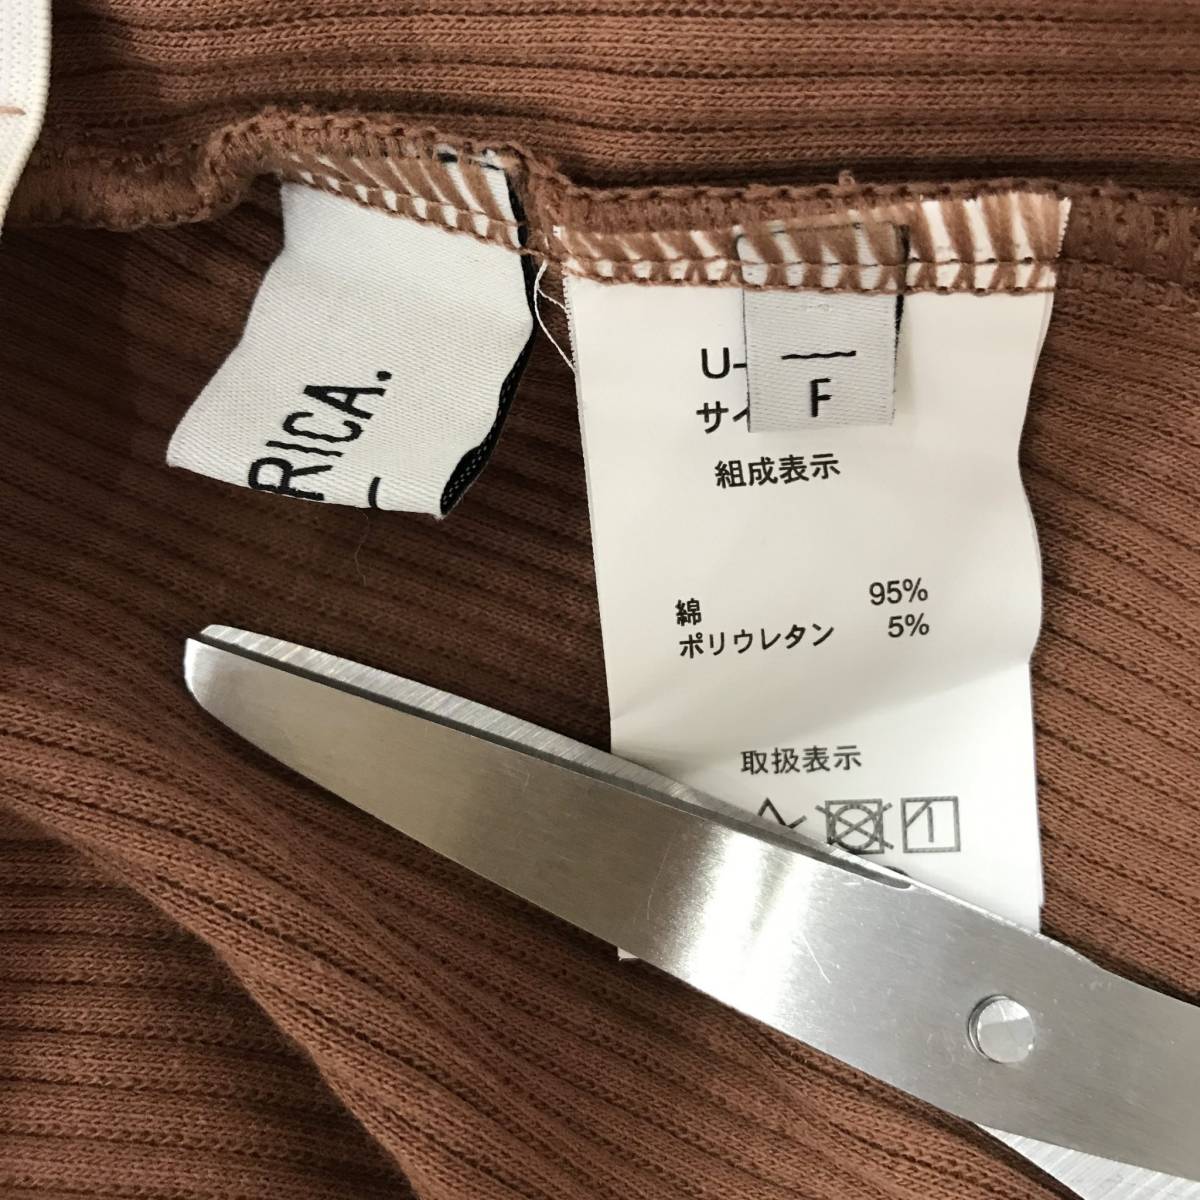 RICA.
U-
サイ
F
組成表示
綿 95%
ポリウレタン 5%
取扱表示